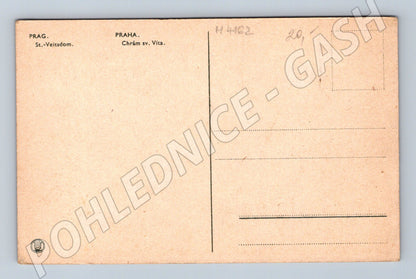 PRAG.
St.-Veitsdom.
PRAHA.
Chrám sv. Víta.
M 4162
20,-
POHLEDNICE - GASH